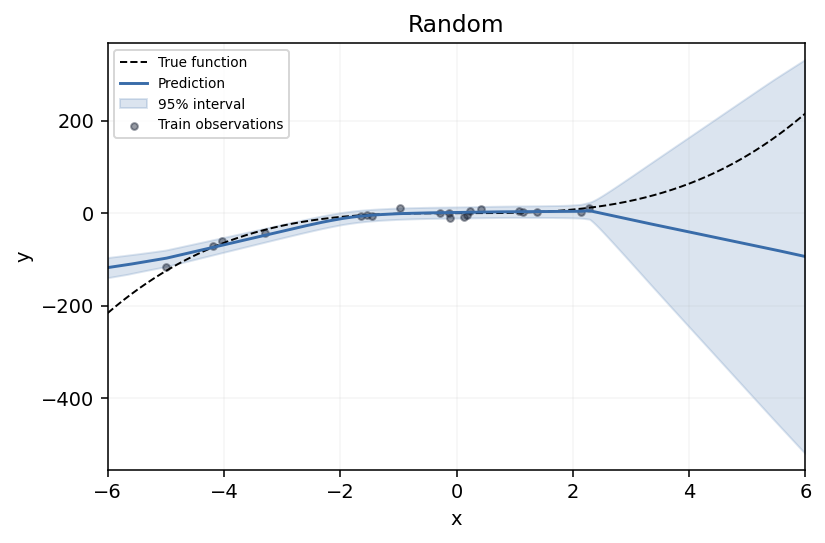 Random
True function
Prediction
95% interval
Train observations
200
0
−200
−400
y
−6
−4
−2
0
2
4
6
x